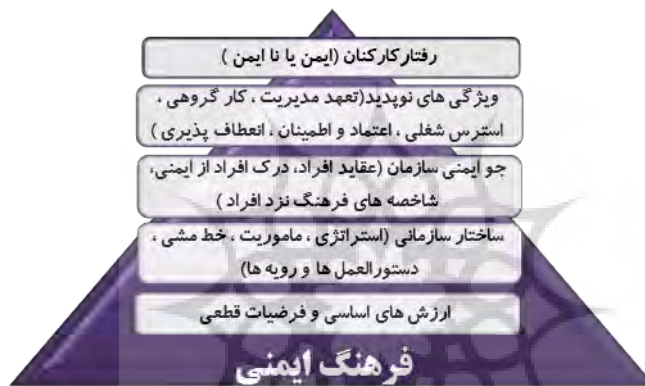 رفتار کارکنان (ایمن یا نا ایمن )
ویژگی های نوپدید(تعهد مدیریت ، کار گروهی ،
استرس شغلی ، اعتماد و اطمینان ، انعطاف پذیری )
جو ایمنی سازمان (عقاید افراد، درک افراد از ایمنی،
شاخصه های فرهنگ نزد افراد )
ساختار سازمانی (استراتژی ، ماموریت ، خط مشی ،
دستورالعمل ها و رویه ها)
ارزش های اساسی و فرضیات قطعی
فرهنگ ایمنی